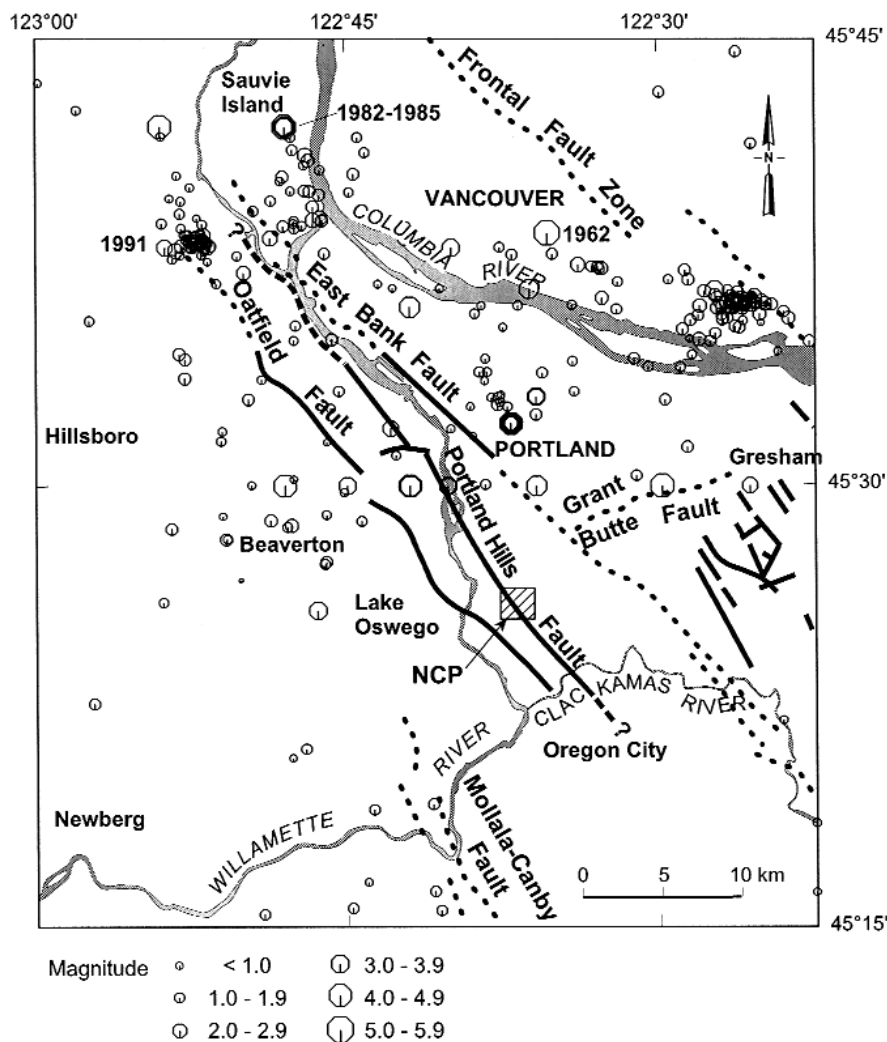 123°00'
122°45'
122°30'
45°45'
Sauvie
Island
1982-1985
Frontal Fault Zone
N
VANCOUVER
COLUMBIA
RIVER
1962
1991
?
Oatfield
Fault
East Bank Fault
Hillsboro
PORTLAND
Portland Hills
Fault
Gresham
45°30'
Grant
Butte Fault
Beaverton
Lake
Oswego
NCP
CLACKAMAS
RIVER
?
Oregon City
RIVER
WILLAMETTE
Newberg
Mollala-Canby
Fault
0 5 10 km
45°15'
Magnitude
< 1.0
1.0 - 1.9
2.0 - 2.9
3.0 - 3.9
4.0 - 4.9
5.0 - 5.9